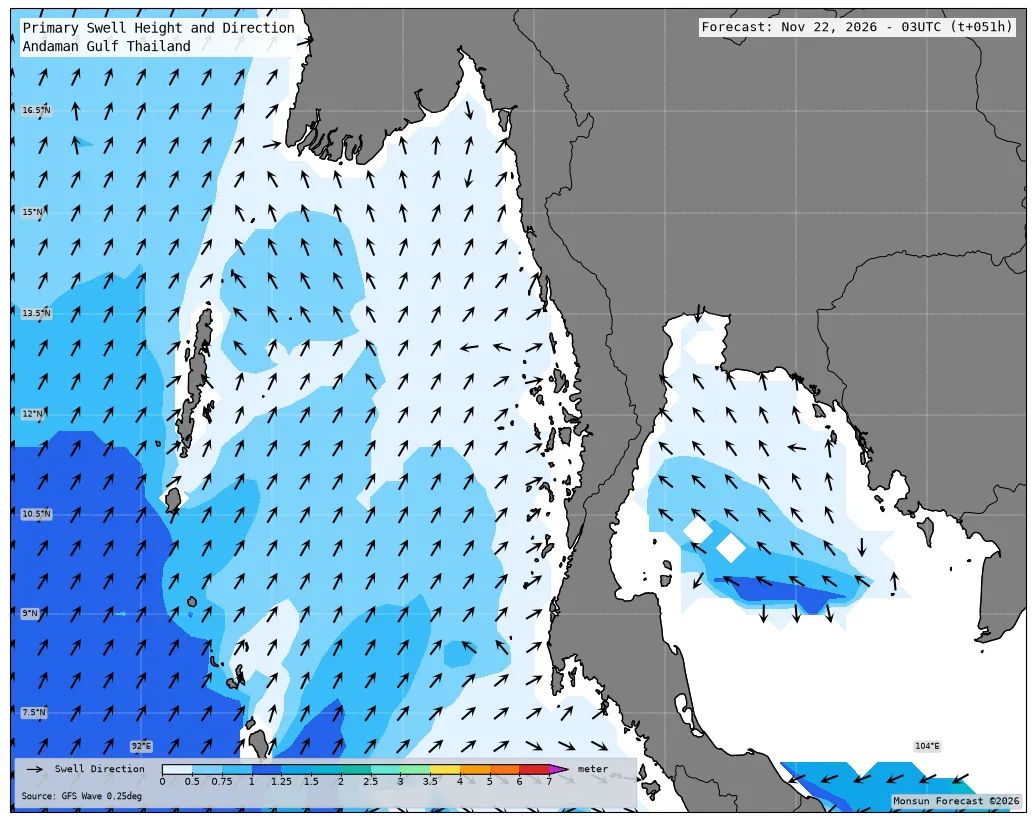 Primary Swell Height and Direction
Andaman Gulf Thailand
Forecast: Nov 22, 2026 - 03UTC (t+051h)
16.5°N
15°N
13.5°N
12°N
10.5°N
9°N
7.5°N
92°E
104°E
Swell Direction
0 0.5 0.75 1.25 1.5 2 2.5 3 3.5 4 5 6 7 meter
Source: GFS Wave 0.25deg
Monsun Forecast ©2026